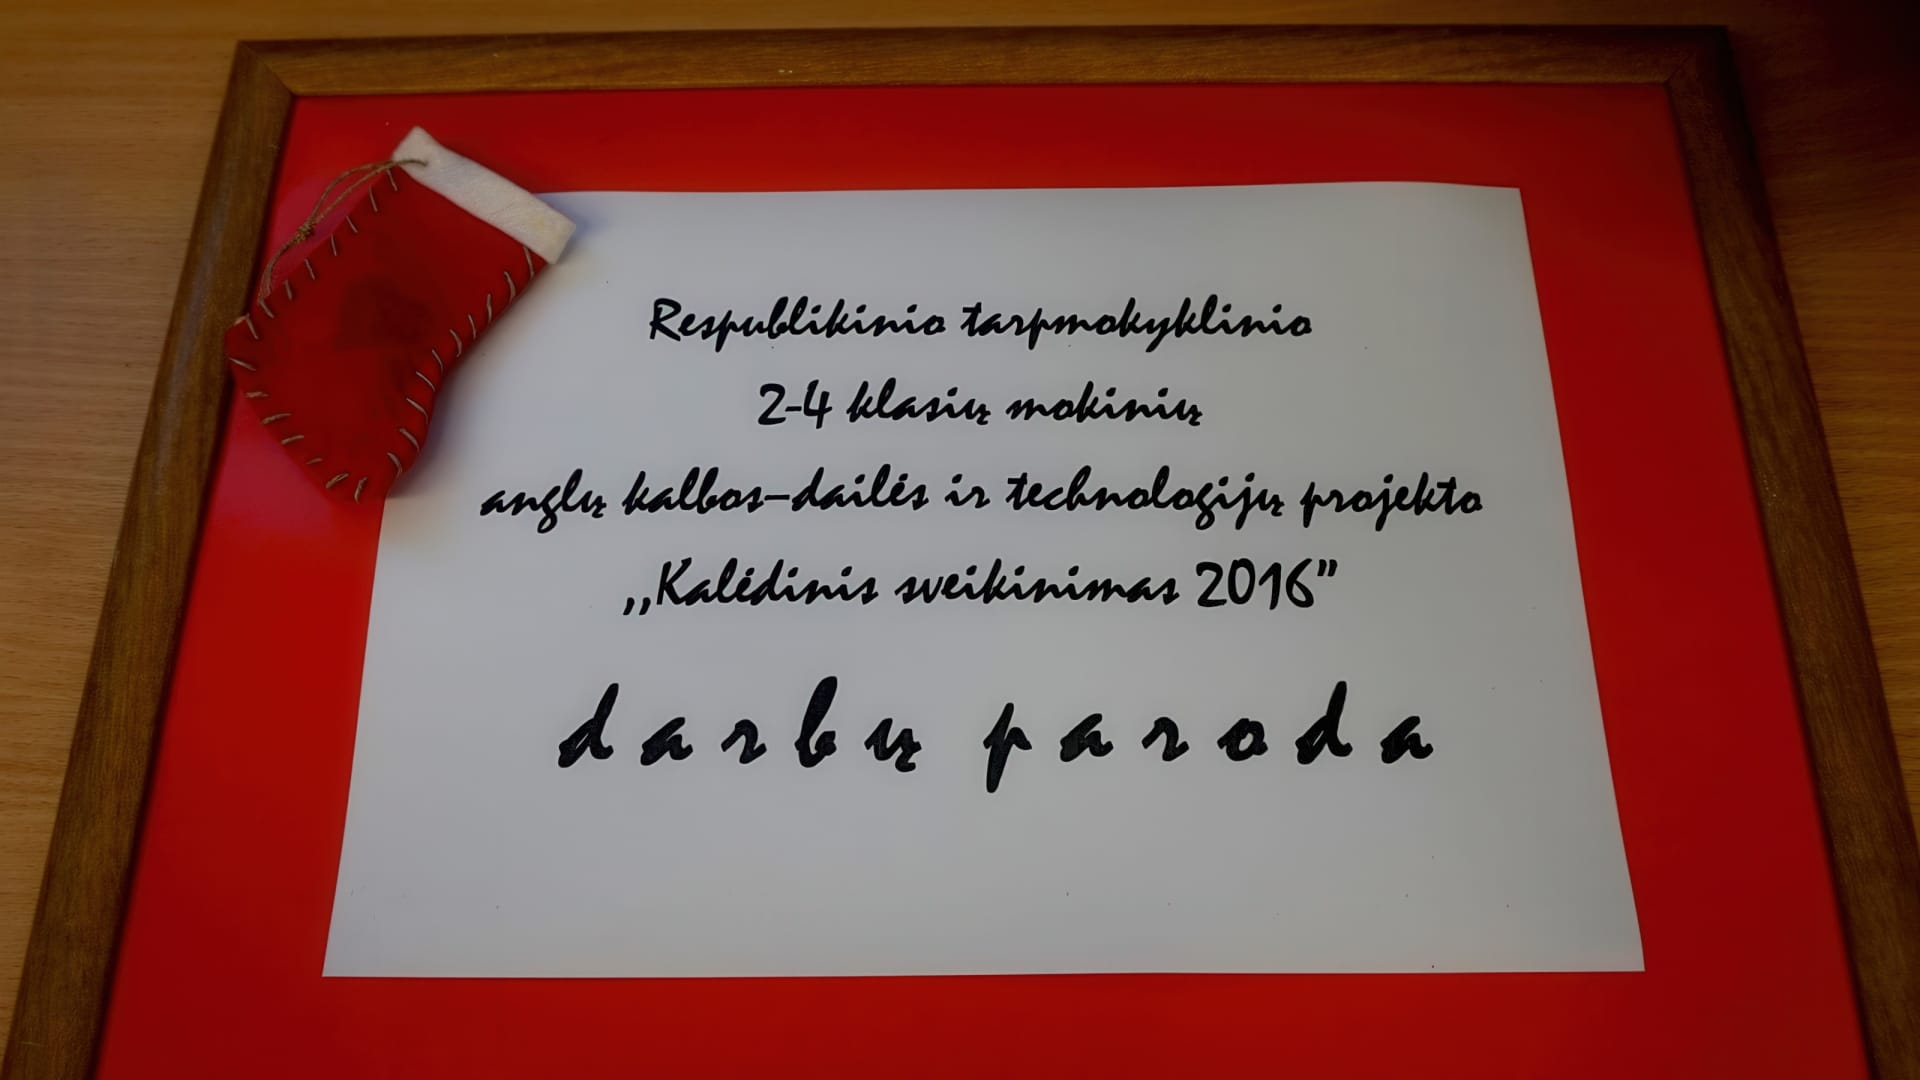 Respublikinio tarpmokyklinio
2-4 klasių mokinių
anglų kalbos-dailės ir technologijų projekto
,,Kalėdinis sveikinimas 2016”
darbų paroda